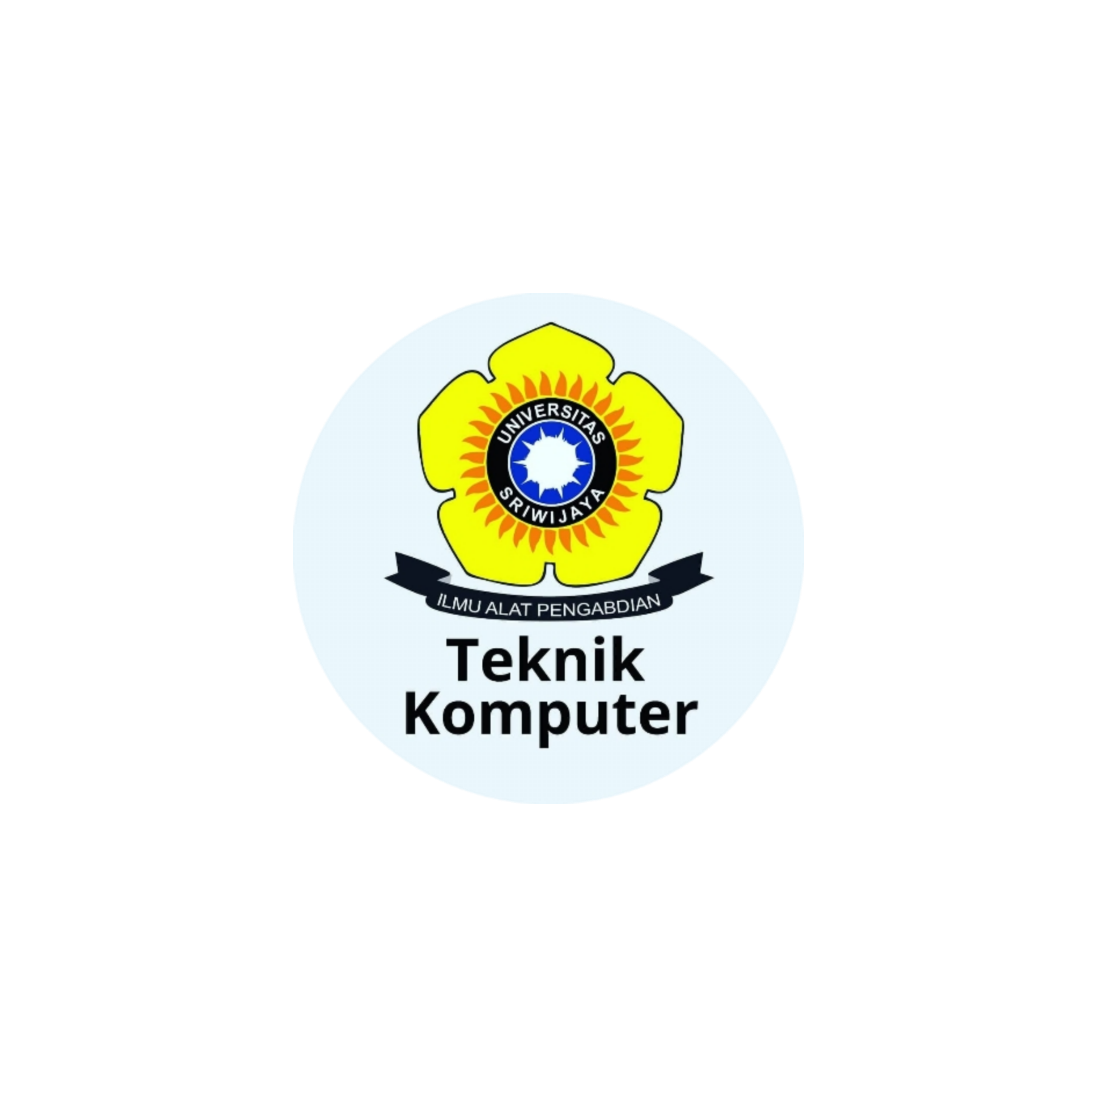 UNIVERSITAS
SRIWIJAYA
ILMU ALAT PENGABDIAN
Teknik
Komputer